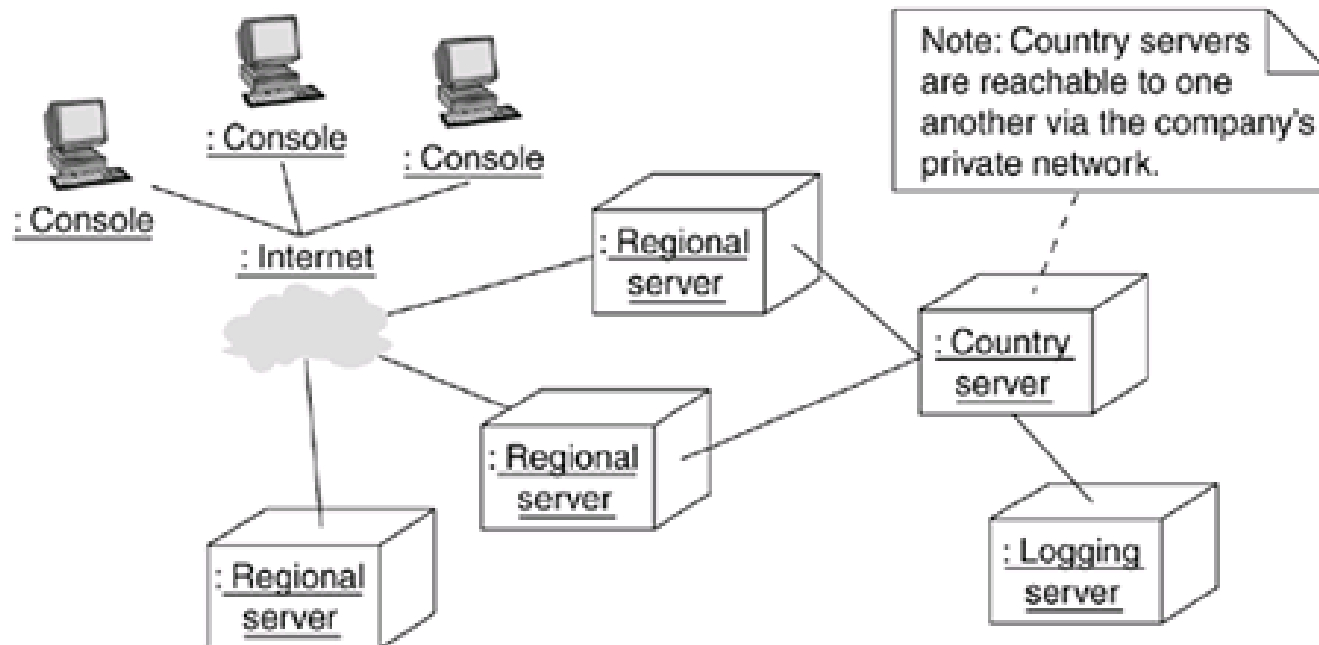 : Console
: Console
: Console
: Internet
: Regional
server
: Regional
server
: Regional
server
Note: Country servers
are reachable to one
another via the company's
private network.
: Country
server
: Logging
server